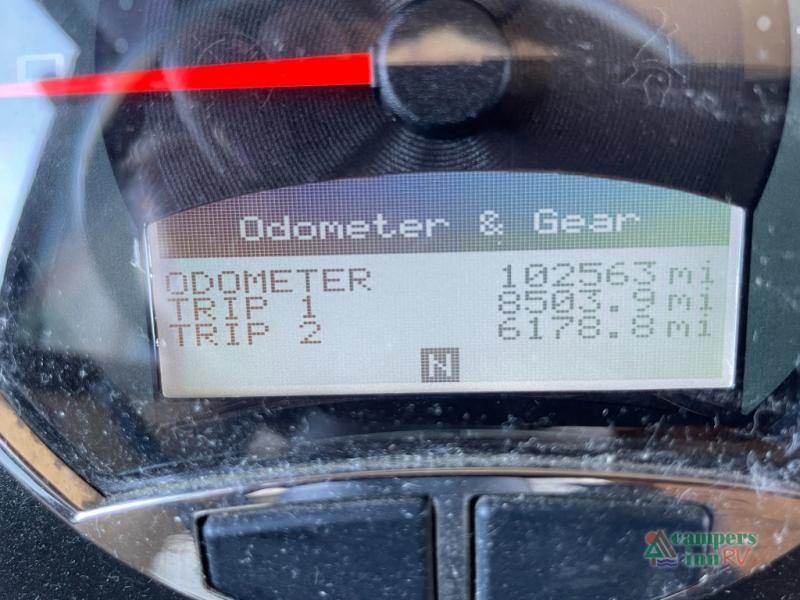 Odometer & Gear
ODOMETER 102563 mi
TRIP 1 8503.9 mi
TRIP 2 6178.8 mi
N
campers
inn RV